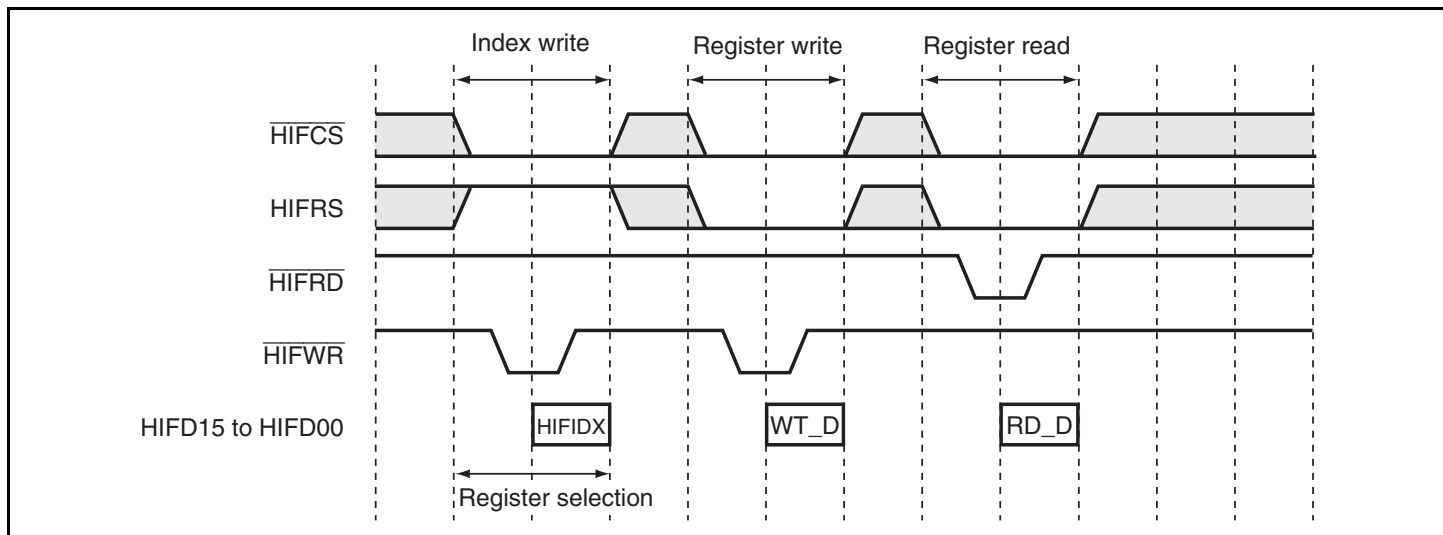 Index write
Register write
Register read
HIFCS
HIFRS
HIFRD
HIFWR
HIFD15 to HIFD00
HIFIDX
WT_D
RD_D
Register selection